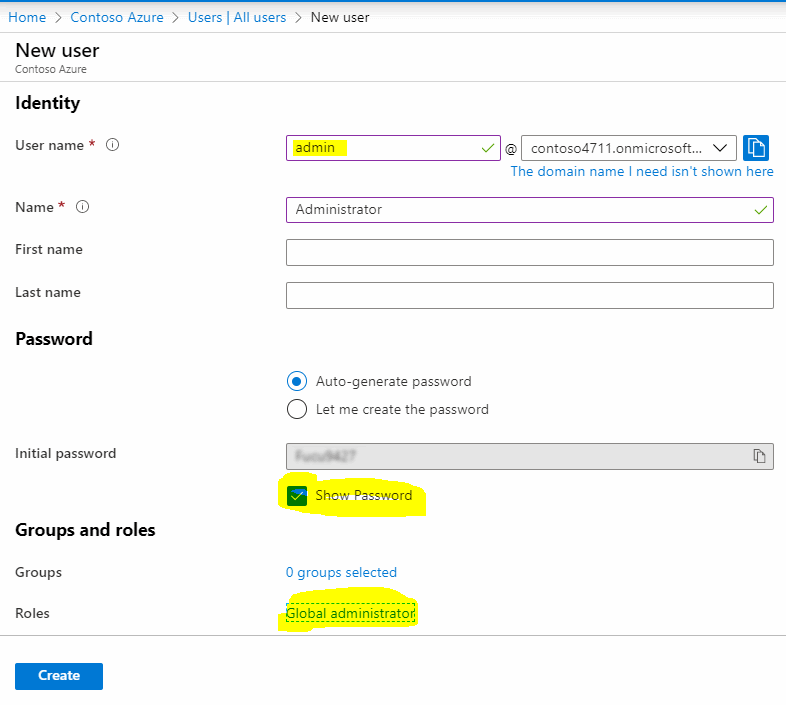 Home > Contoso Azure > Users | All users > New user
New user
Contoso Azure
Identity
User name *
admin @ contoso4711.onmicrosoft...
The domain name I need isn't shown here
Name *
Administrator
First name
Last name
Password
Auto-generate password
Let me create the password
Initial password
Show Password
Groups and roles
Groups
0 groups selected
Roles
Global administrator
Create